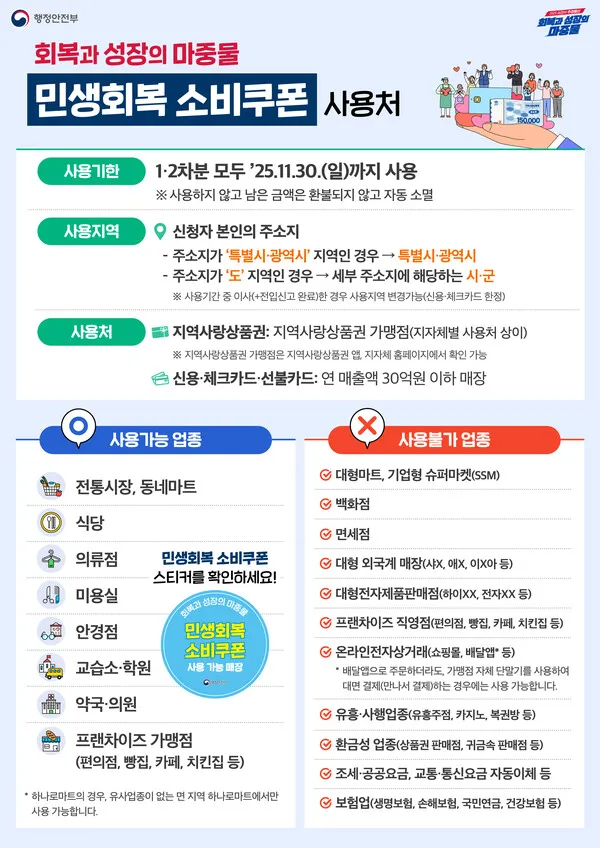 행정안전부
회복과 성장의
마중물
회복과 성장의 마중물
민생회복 소비쿠폰 사용처
150,000
사용기한
1·2차분 모두 '25.11.30.(일)까지 사용
※ 사용하지 않고 남은 금액은 환불되지 않고 자동 소멸
사용지역
신청자 본인의 주소지
- 주소지가 '특별시·광역시' 지역인 경우 → 특별시·광역시
- 주소지가 '도' 지역인 경우 → 세부 주소지에 해당하는 시·군
※ 사용기간 중 이사(+전입신고 완료)한 경우 사용지역 변경가능(신용·체크카드 한정)
사용처
지역사랑상품권: 지역사랑상품권 가맹점(지자체별 사용처 상이)
※ 지역사랑상품권 가맹점은 지역사랑상품권 앱, 지자체 홈페이지에서 확인 가능
신용·체크카드·선불카드: 연 매출액 30억원 이하 매장
사용가능 업종
전통시장, 동네마트
식당
의류점
미용실
안경점
교습소·학원
약국·의원
프랜차이즈 가맹점
(편의점, 빵집, 카페, 치킨집 등)
민생회복 소비쿠폰
스티커를 확인하세요!
회복과 성장의 마중물
민생회복
소비쿠폰
사용 가능 매장
* 하나로마트의 경우, 유사업종이 없는 면 지역 하나로마트에서만
사용 가능합니다.
사용불가 업종
대형마트, 기업형 슈퍼마켓(SSM)
백화점
면세점
대형 외국계 매장(샤X, 애X, 이X아 등)
대형전자제품판매점(하이XX, 전자XX 등)
프랜차이즈 직영점(편의점, 빵집, 카페, 치킨집 등)
온라인전자상거래(쇼핑몰, 배달앱* 등)
* 배달앱으로 주문하더라도, 가맹점 자체 단말기를 사용하여
대면 결제(만나서 결제)하는 경우에는 사용 가능합니다.
유흥·사행업종(유흥주점, 카지노, 복권방 등)
환금성 업종(상품권 판매점, 귀금속 판매점 등)
조세·공공요금, 교통·통신요금 자동이체 등
보험업(생명보험, 손해보험, 국민연금, 건강보험 등)